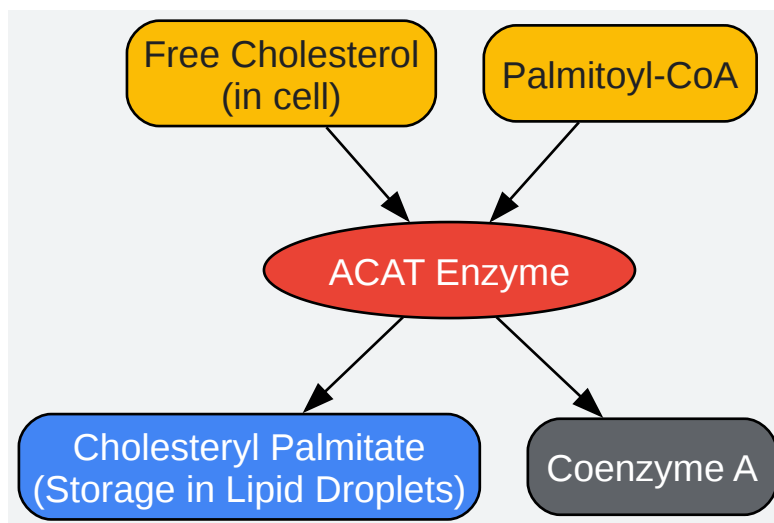 Free Cholesterol
(in cell)
Palmitoyl-CoA
ACAT Enzyme
Cholesteryl Palmitate
(Storage in Lipid Droplets)
Coenzyme A